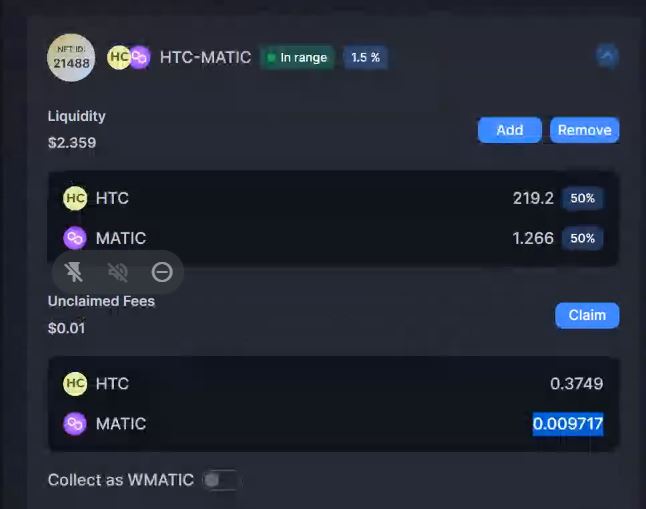 NFT ID:
21488
HC HTC-MATIC In range 1.5 %
Liquidity
$2.359
Add Remove
HC HTC 219.2 50%
MATIC 1.266 50%
Unclaimed Fees
$0.01
Claim
HC HTC 0.3749
MATIC 0.009717
Collect as WMATIC